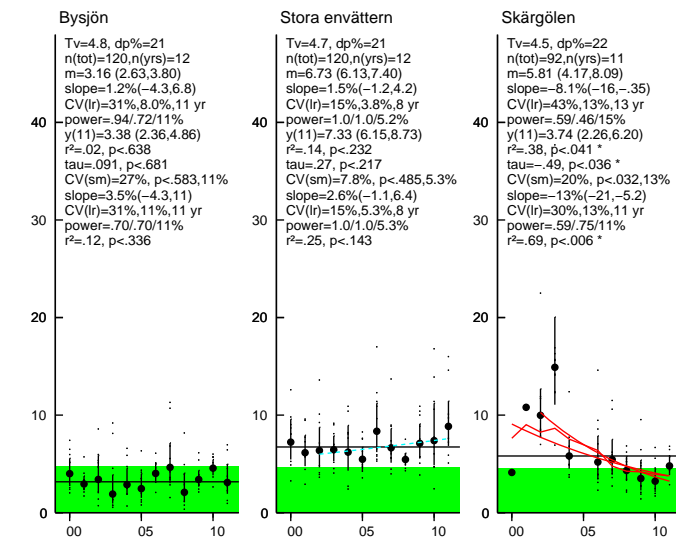 Bysjön
Tv=4.8, dp%=21
n(tot)=120,n(yrs)=12
m=3.16 (2.63,3.80)
slope=1.2%(−4.3,6.8)
CV(lr)=31%,8.0%,11 yr
power=.94/.72/11%
y(11)=3.38 (2.36,4.86)
r²=.02, p<.638
tau=.091, p<.681
CV(sm)=27%, p<.583,11%
slope=3.5%(−4.3,11)
CV(lr)=31%,11%,11 yr
power=.70/.70/11%
r²=.12, p<.336
40
30
20
10
0
00
05
10
Stora envättern
Tv=4.7, dp%=21
n(tot)=120,n(yrs)=12
m=6.73 (6.13,7.40)
slope=1.5%(−1.2,4.2)
CV(lr)=15%,3.8%,8 yr
power=1.0/1.0/5.2%
y(11)=7.33 (6.15,8.73)
r²=.14, p<.232
tau=.27, p<.217
CV(sm)=7.8%, p<.485,5.3%
slope=2.6%(−1.1,6.4)
CV(lr)=15%,5.3%,8 yr
power=1.0/1.0/5.3%
r²=.25, p<.143
40
30
20
10
0
00
05
10
Skärgölen
Tv=4.5, dp%=22
n(tot)=92,n(yrs)=11
m=5.81 (4.17,8.09)
slope=−8.1%(−16,−.35)
CV(lr)=43%,13%,13 yr
power=.59/.46/15%
y(11)=3.74 (2.26,6.20)
r²=.38, p<.041 *
tau=−.49, p<.036 *
CV(sm)=20%, p<.032,13%
slope=−13%(−21,−5.2)
CV(lr)=30%,13%,11 yr
power=.59/.75/11%
r²=.69, p<.006 *
40
30
20
10
0
00
05
10